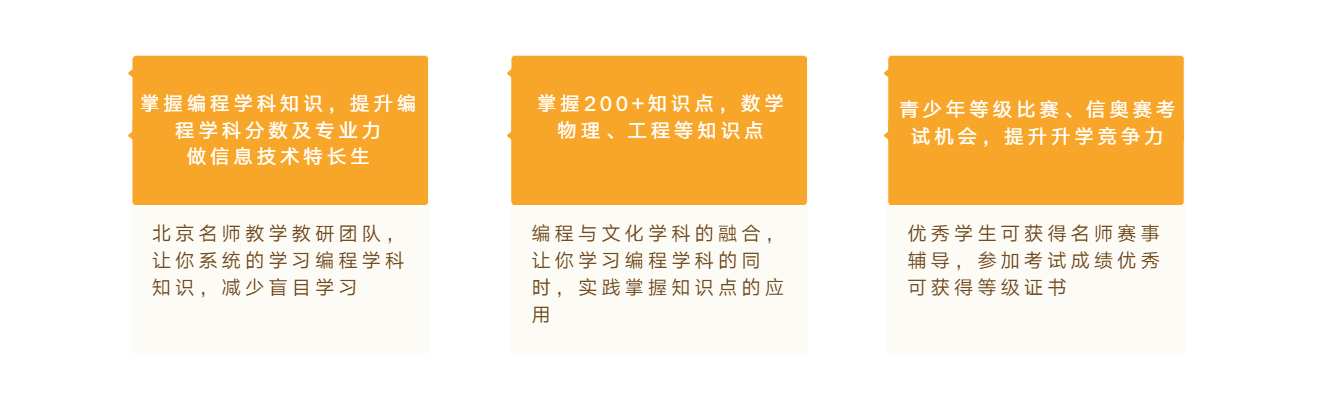 掌握编程学科知识，提升编
程学科分数及专业力
做信息技术特长生
北京名师教学教研团队，
让你系统的学习编程学科
知识，减少盲目学习
掌握200+知识点，数学
物理、工程等知识点
编程与文化学科的融合，
让你学习编程学科的同
时，实践掌握知识点的应
用
青少年等级比赛、信奥赛考
试机会，提升升学竞争力
优秀学生可获得名师赛事
辅导，参加考试成绩优秀
可获得等级证书